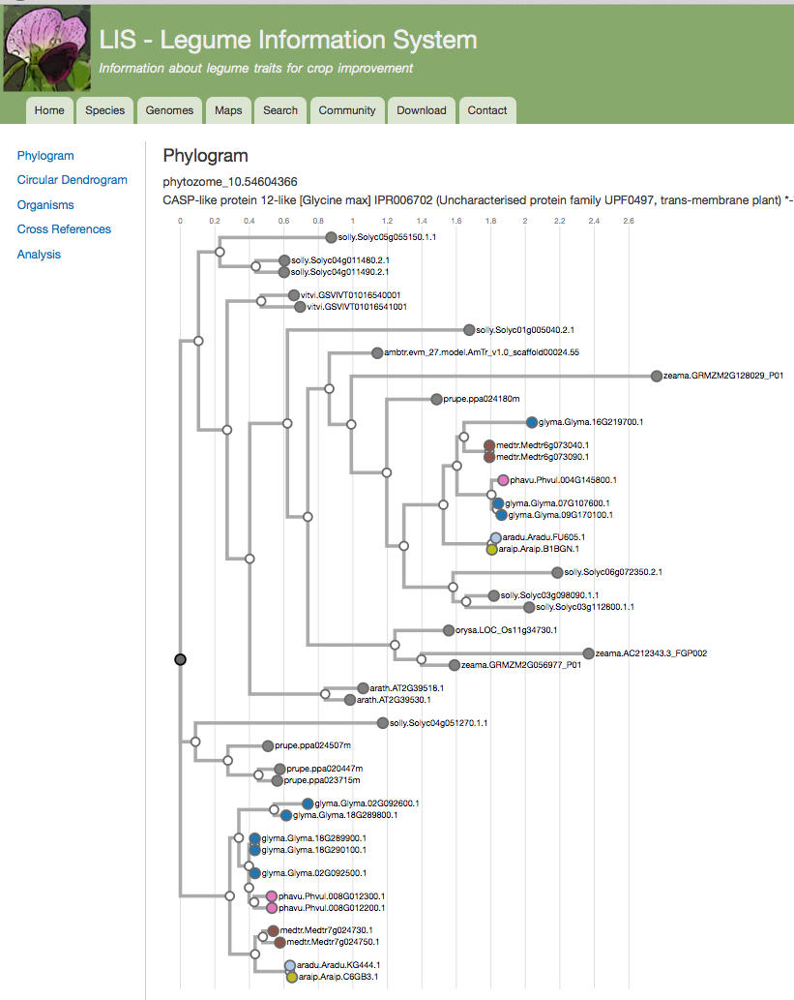 LIS - Legume Information System
Information about legume traits for crop improvement
Home Species Genomes Maps Search Community Download Contact
Phylogram
Circular Dendrogram
Organisms
Cross References
Analysis
Phylogram
phytozome_10.54604366
CASP-like protein 12-like [Glycine max] IPR006702 (Uncharacterised protein family UPF0497, trans-membrane plant) *-
0 0.2 0.4 0.6 0.8 1 1.2 1.4 1.6 1.8 2 2.2 2.4 2.6
solly.Solyc05g055150.1.1
solly.Solyc04g011480.2.1
solly.Solyc04g011490.2.1
vitvi.GSVIVT01016540001
vitvi.GSVIVT01016541001
solly.Solyc01g005040.2.1
ambtr.evm_27.model.AmTr_v1.0_scaffold00024.55
zeama.GRMZM2G128029_P01
prupe.ppa024180m
glyma.Glyma.16G219700.1
medtr.Medtr6g073040.1
medtr.Medtr6g073090.1
phavu.Phvul.004G145800.1
glyma.Glyma.07G107600.1
glyma.Glyma.09G170100.1
aradu.Aradu.FU605.1
araip.Araip.B1BGN.1
solly.Solyc06g072350.2.1
solly.Solyc03g098090.1.1
solly.Solyc03g112800.1.1
orysa.LOC_Os11g34730.1
zeama.AC212343.3_FGP002
zeama.GRMZM2G056977_P01
arath.AT2G39518.1
arath.AT2G39530.1
solly.Solyc04g051270.1.1
prupe.ppa024507m
prupe.ppa020447m
prupe.ppa023715m
glyma.Glyma.02G092600.1
glyma.Glyma.18G289800.1
glyma.Glyma.18G289900.1
glyma.Glyma.18G290100.1
glyma.Glyma.02G092500.1
phavu.Phvul.008G012300.1
phavu.Phvul.008G012200.1
medtr.Medtr7g024730.1
medtr.Medtr7g024750.1
aradu.Aradu.KG444.1
araip.Araip.C6GB3.1